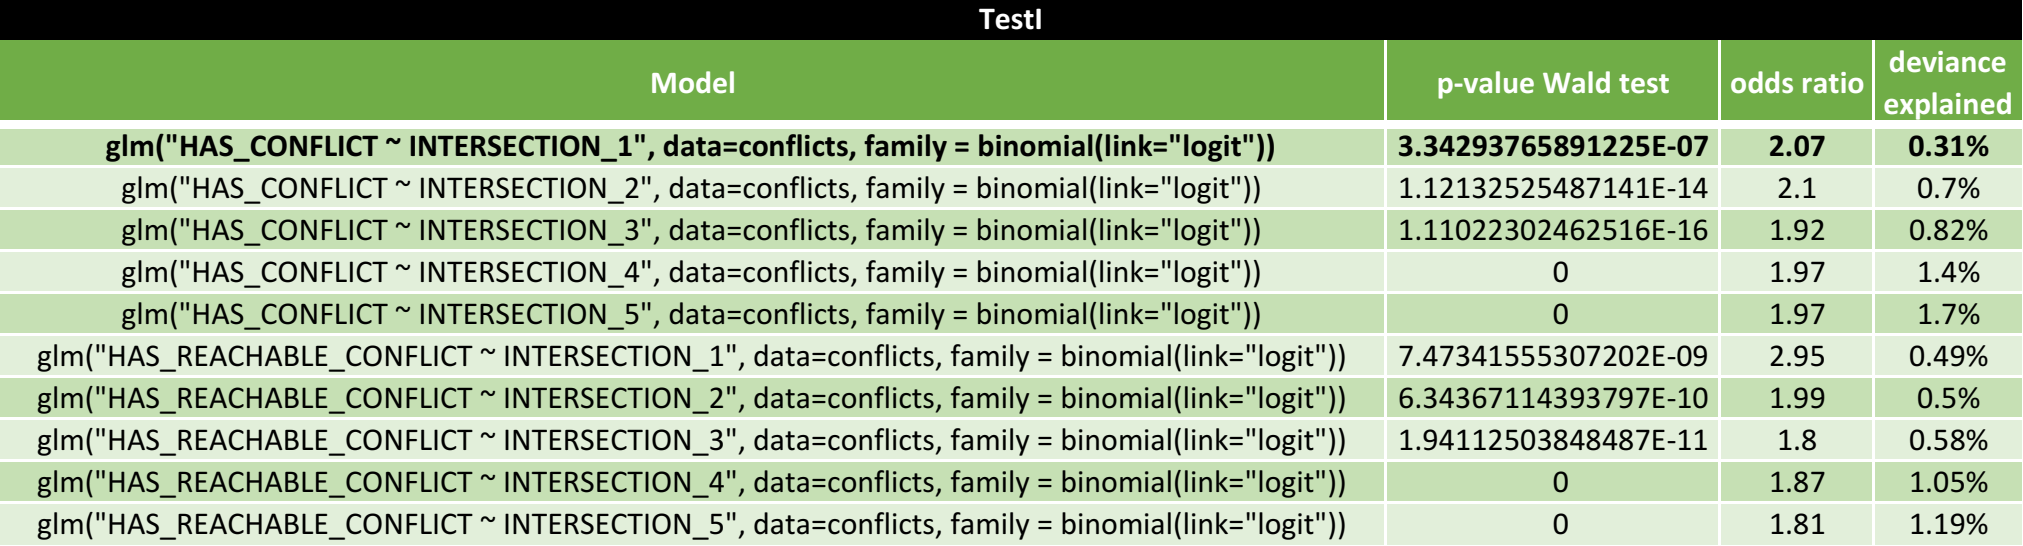 TestI
Model p-value Wald test odds ratio deviance explained
glm("HAS_CONFLICT ~ INTERSECTION_1", data=conflicts, family = binomial(link="logit")) 3.34293765891225E-07 2.07 0.31%
glm("HAS_CONFLICT ~ INTERSECTION_2", data=conflicts, family = binomial(link="logit")) 1.12132525487141E-14 2.1 0.7%
glm("HAS_CONFLICT ~ INTERSECTION_3", data=conflicts, family = binomial(link="logit")) 1.11022302462516E-16 1.92 0.82%
glm("HAS_CONFLICT ~ INTERSECTION_4", data=conflicts, family = binomial(link="logit")) 0 1.97 1.4%
glm("HAS_CONFLICT ~ INTERSECTION_5", data=conflicts, family = binomial(link="logit")) 0 1.97 1.7%
glm("HAS_REACHABLE_CONFLICT ~ INTERSECTION_1", data=conflicts, family = binomial(link="logit")) 7.47341555307202E-09 2.95 0.49%
glm("HAS_REACHABLE_CONFLICT ~ INTERSECTION_2", data=conflicts, family = binomial(link="logit")) 6.34367114393797E-10 1.99 0.5%
glm("HAS_REACHABLE_CONFLICT ~ INTERSECTION_3", data=conflicts, family = binomial(link="logit")) 1.94112503848487E-11 1.8 0.58%
glm("HAS_REACHABLE_CONFLICT ~ INTERSECTION_4", data=conflicts, family = binomial(link="logit")) 0 1.87 1.05%
glm("HAS_REACHABLE_CONFLICT ~ INTERSECTION_5", data=conflicts, family = binomial(link="logit")) 0 1.81 1.19%